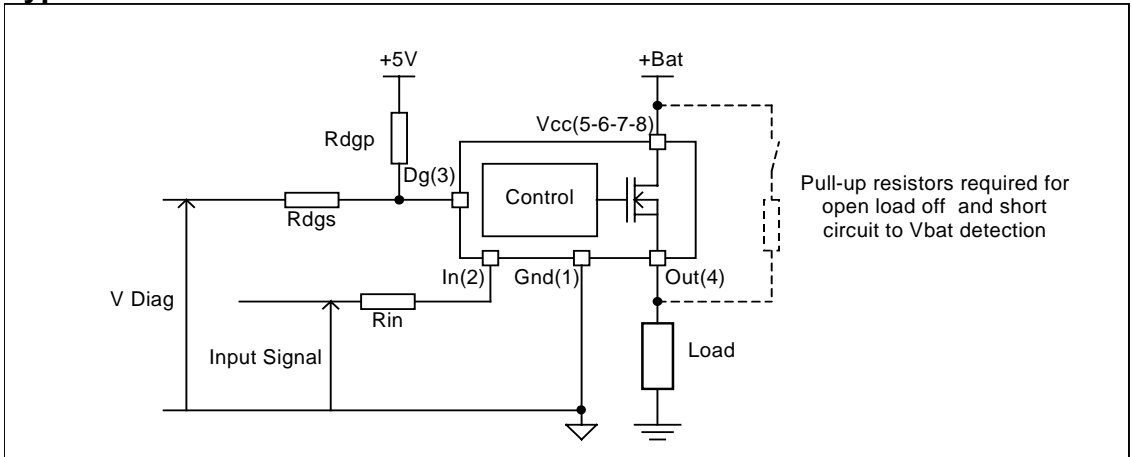 +5V
+Bat
Vcc(5-6-7-8)
Rdgp
Dg(3)
Control
Rdgs
Pull-up resistors required for
open load off and short
circuit to Vbat detection
In(2)
Gnd(1)
Out(4)
V Diag
Rin
Input Signal
Load